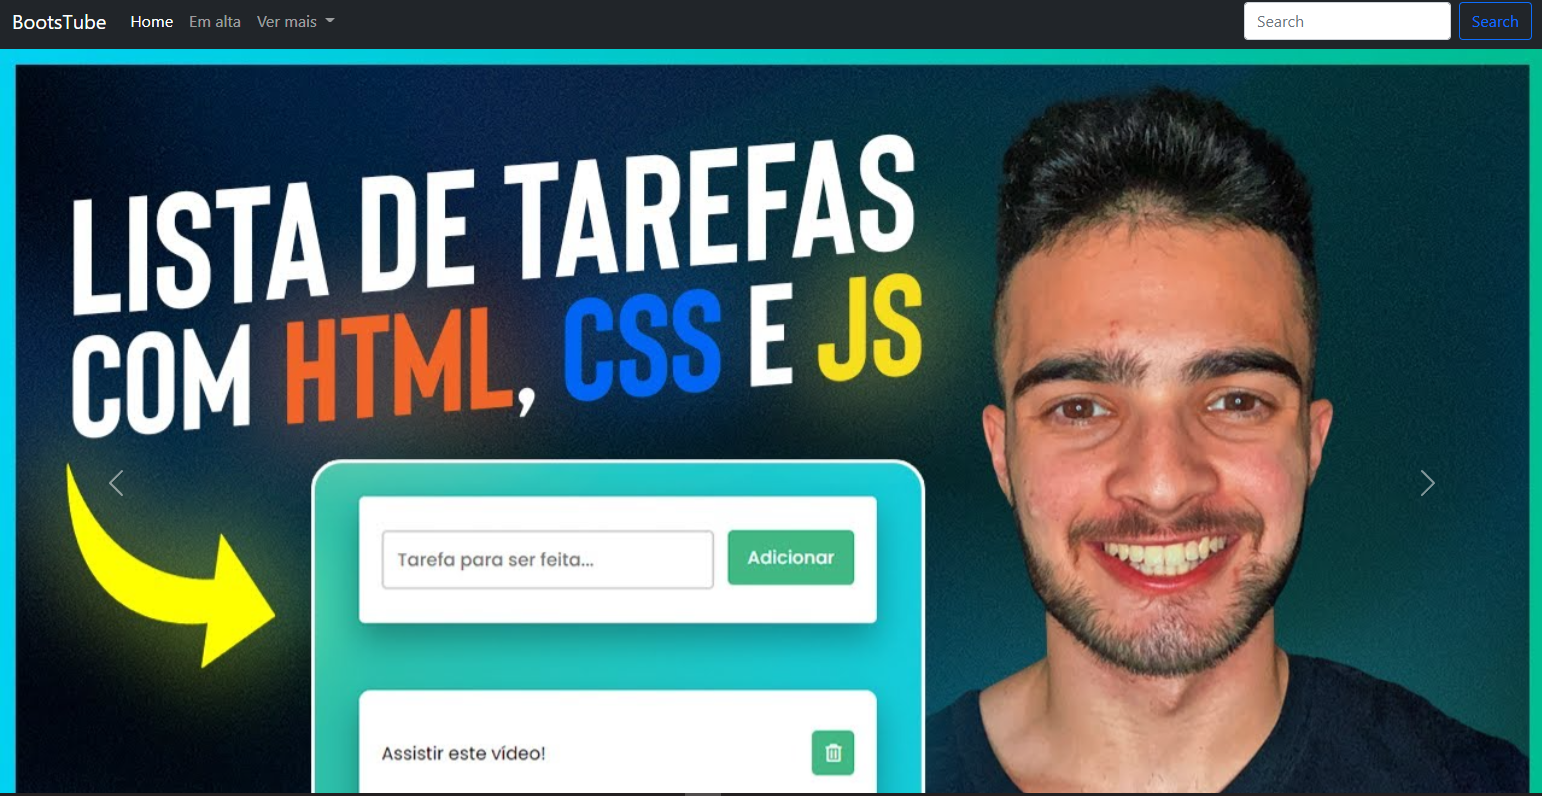 BootsTube Home Em alta Ver mais Search Search
LISTA DE TAREFAS
COM HTML, CSS E JS
Tarefa para ser feita... Adicionar
Assistir este vídeo!